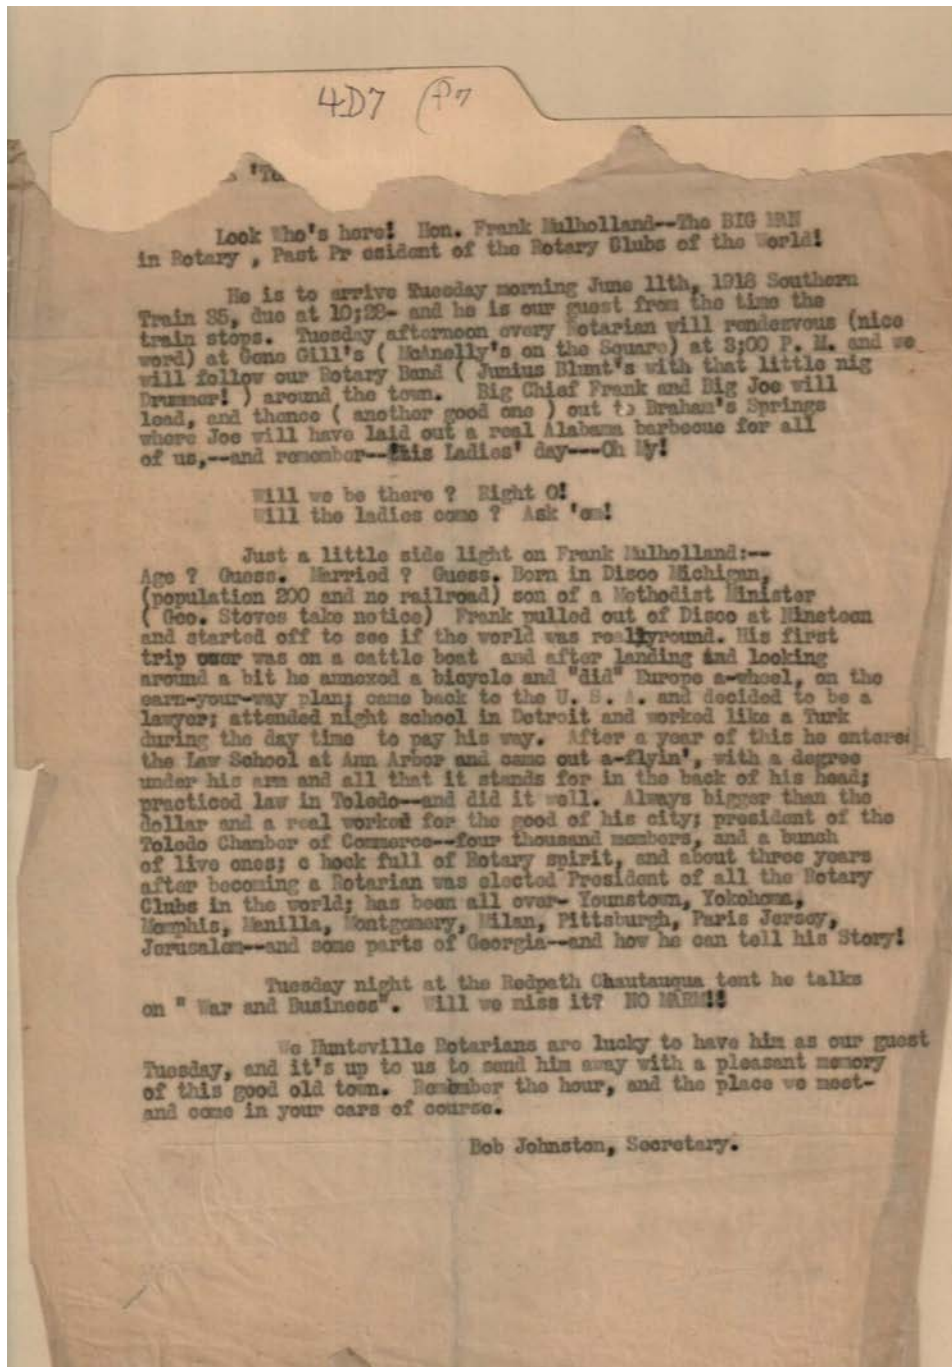 4D7
'Te
Look Who's here! Hon. Frank Mulholland--The BIG MAN
in Rotary , Past Pr esident of the Rotary Clubs of the World!
He is to arrive Tuesday morning June 11th, 1918 Southern
Train 35, due at 10;28- and he is our guest from the time the
train stops. Tuesday afternoon every Rotarian will rendesvous (nice
word) at Gene Gill's ( McAnelly's on the Square) at 3;00 P. M. and we
will follow our Rotary Band ( Junius Blunt's with that little nig
Drummer! ) around the town. Big Chief Frank and Big Joe will
lead, and thence ( another good one ) out to Braham's Springs
where Joe will have laid out a real Alabama barbecue for all
of us,--and remember--this Ladies' day---Oh My!
Will we be there ? Right O!
Will the ladies come ? Ask 'em!
Just a little side light on Frank Mulholland:--
Age ? Guess. Married ? Guess. Born in Disco Michigan,
(population 200 and no railroad) son of a Methodist Minister
( Geo. Stoves take notice) Frank pulled out of Disco at Nineteen
and started off to see if the world was really round. His first
trip over was on a cattle boat and after landing and looking
around a bit he annexed a bicycle and "did" Europe a-wheel, on the
earn-your-way plan; came back to the U. S. A. and decided to be a
lawyer; attended night school in Detroit and worked like a Turk
during the day time to pay his way. After a year of this he entered
the Law School at Ann Arbor and came out a-flyin', with a degree
under his arm and all that it stands for in the back of his head;
practiced law in Toledo--and did it well. Always bigger than the
dollar and a real worked for the good of his city; president of the
Toledo Chamber of Commerce--four thousand members, and a bunch
of live ones; c hock full of Rotary spirit, and about three years
after becoming a Rotarian was elected President of all the Rotary
Clubs in the world; has been all over- Younstown, Yokohoma,
Memphis, Menilla, Montgomery, Milan, Pittsburgh, Paris Jersey,
Jerusalem--and some parts of Georgia--and how he can tell his Story!
Tuesday night at the Redpath Chautauqua tent he talks
on " War and Business". Will we miss it? NO MARM!!
We Huntsville Rotarians are lucky to have him as our guest
Tuesday, and it's up to us to send him away with a pleasant memory
of this good old town. Remember the hour, and the place we meet-
and come in your cars of course.
Bob Johnston, Secretary.